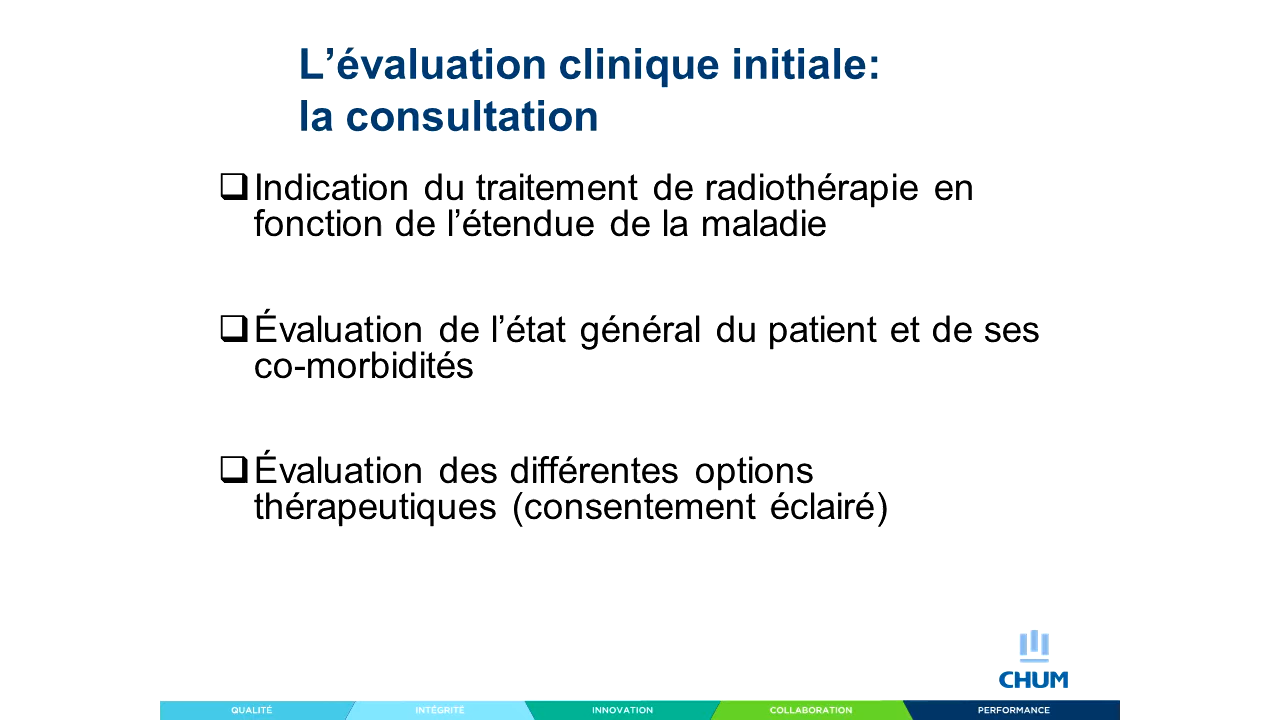 L’évaluation clinique initiale:
la consultation
Indication du traitement de radiothérapie en
fonction de l’étendue de la maladie
Évaluation de l’état général du patient et de ses
co-morbidités
Évaluation des différentes options
thérapeutiques (consentement éclairé)
CHUM
QUALITÉ INTÉGRITÉ INNOVATION COLLABORATION PERFORMANCE